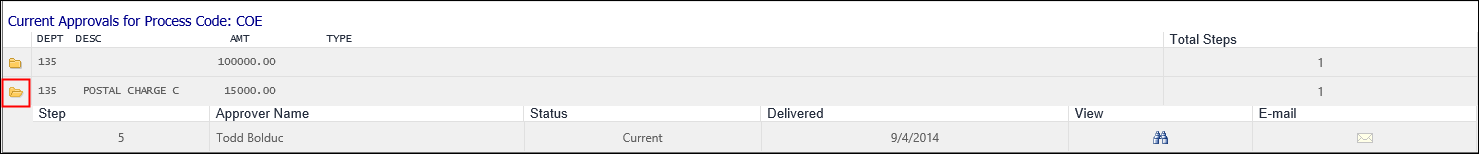 Current Approvals for Process Code: COE
DEPT DESC AMT TYPE Total Steps
135 100000.00 1
135 POSTAL CHARGE C 15000.00 1
Step Approver Name Status Delivered View E-mail
5 Todd Bolduc Current 9/4/2014